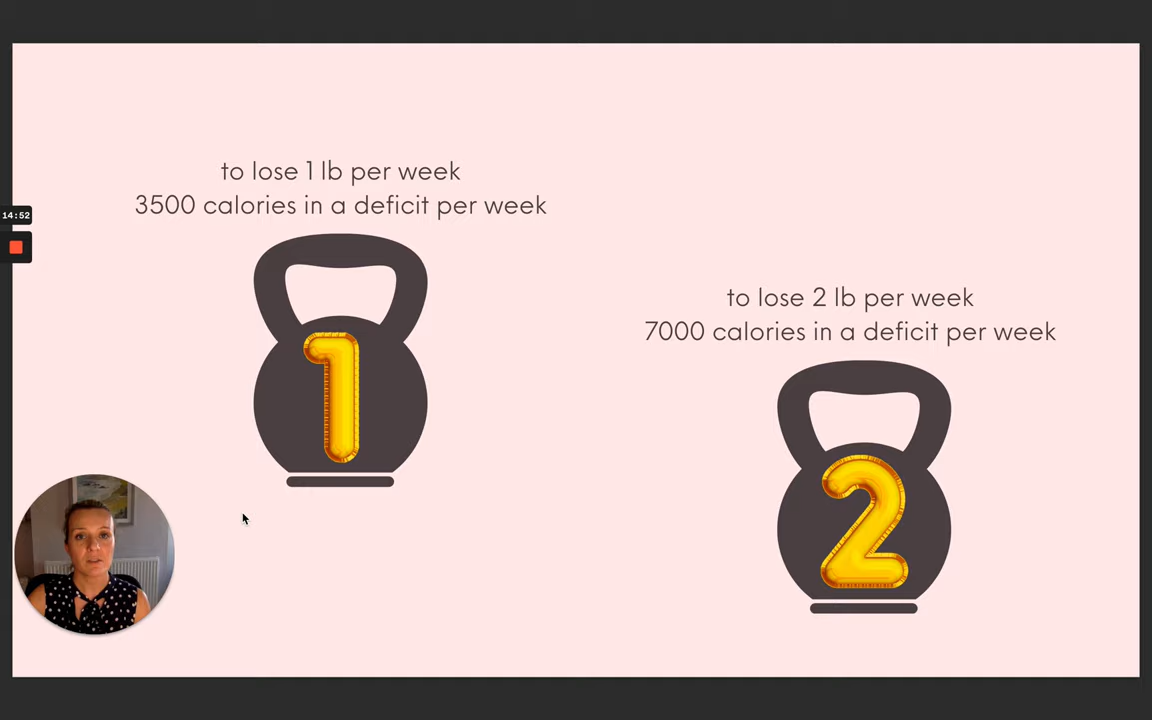 to lose 1 lb per week
3500 calories in a deficit per week
14:52
1
to lose 2 lb per week
7000 calories in a deficit per week
2